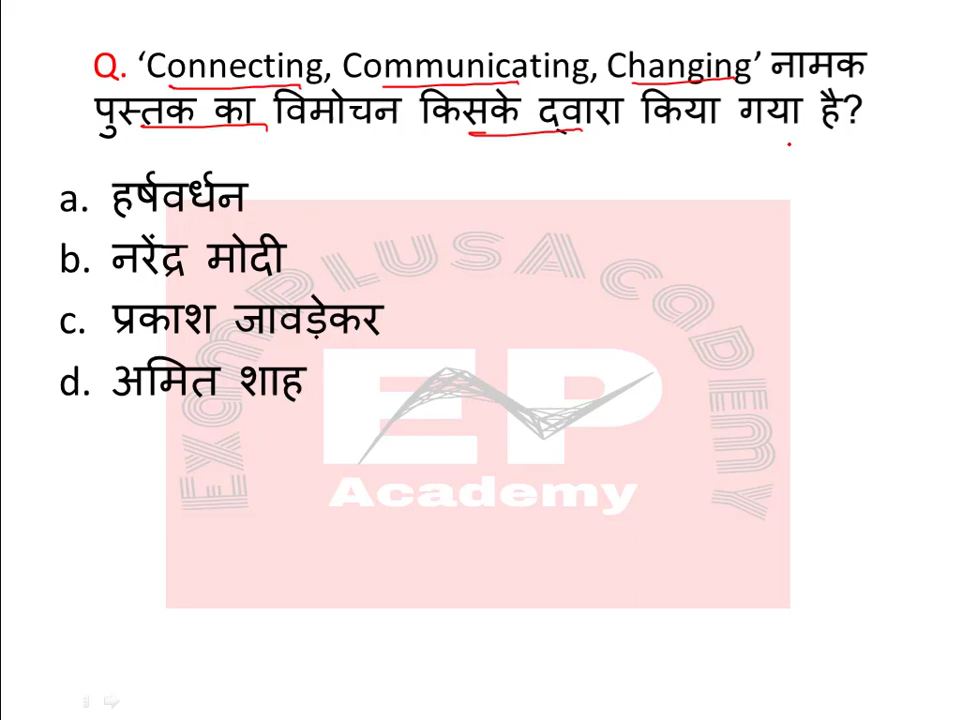 Q. ‘Connecting, Communicating, Changing’ नामक
पुस्तक का विमोचन किसके द्वारा किया गया है?
a. हर्षवर्धन
b. नरेंद्र मोदी
c. प्रकाश जावड़ेकर
d. अमित शाह
EXAMPLUSACADEMY
EP
Academy